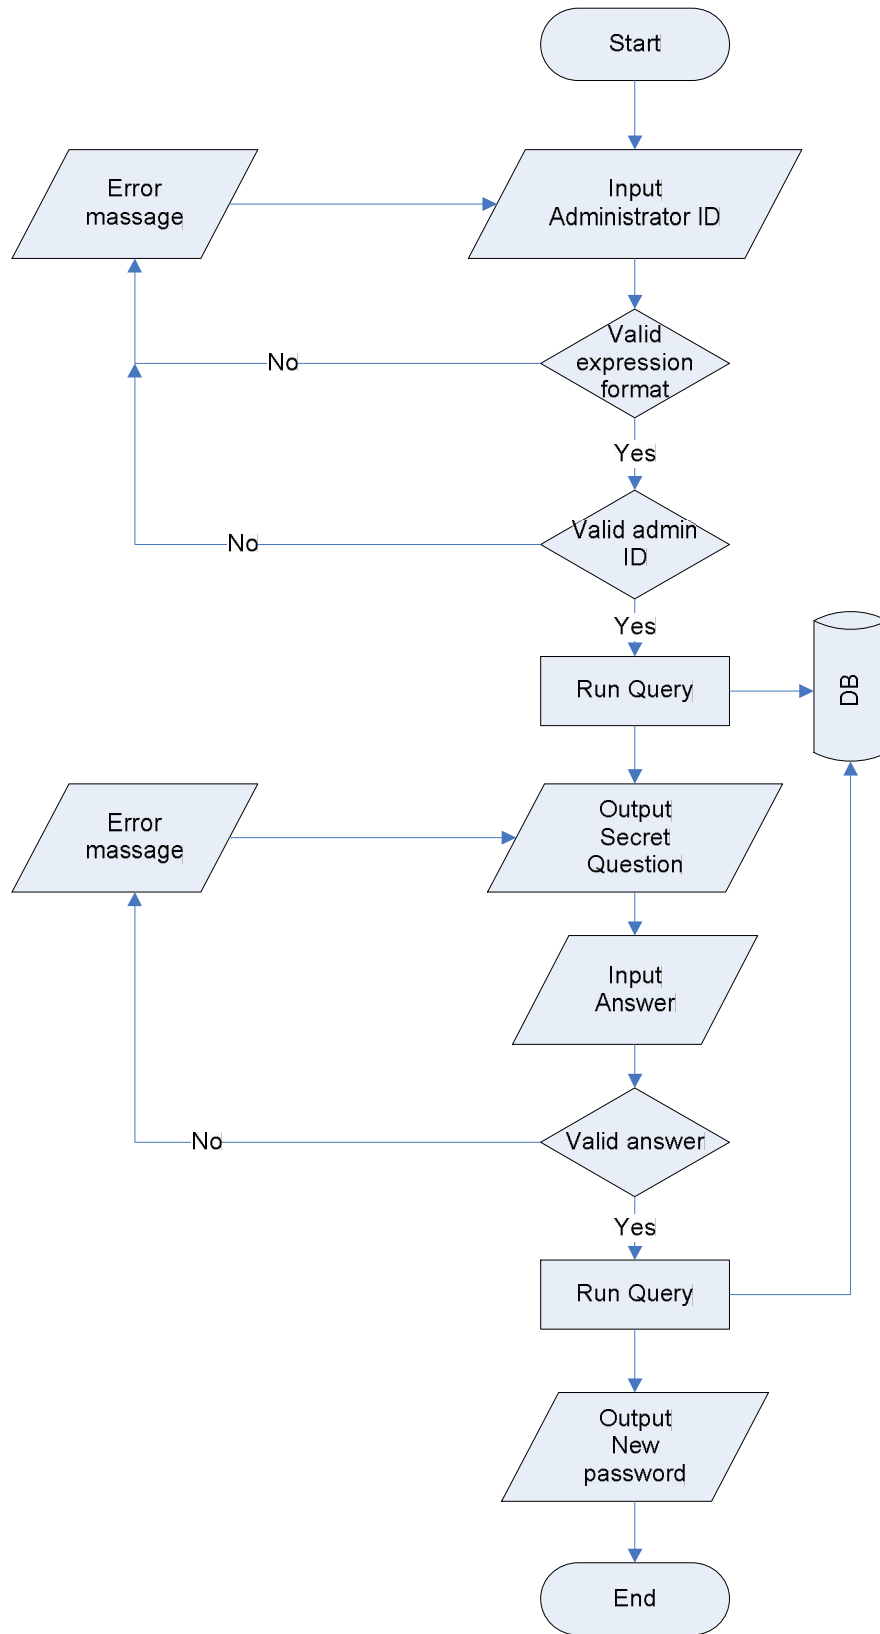 Start
Error
massage
Input
Administrator ID
Valid
expression
format
No
Yes
Valid admin
ID
No
Yes
Run Query
DB
Error
massage
Output
Secret
Question
Input
Answer
Valid answer
No
Yes
Run Query
Output
New
password
End